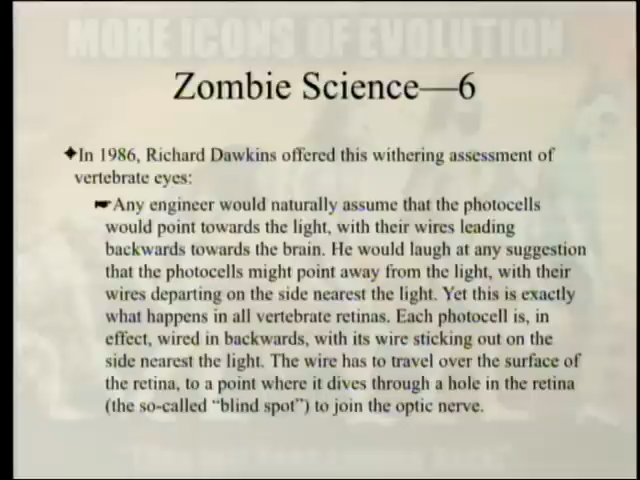 MORE ICONS OF EVOLUTION
Zombie Science—6
In 1986, Richard Dawkins offered this withering assessment of
vertebrate eyes:
Any engineer would naturally assume that the photocells
would point towards the light, with their wires leading
backwards towards the brain. He would laugh at any suggestion
that the photocells might point away from the light, with their
wires departing on the side nearest the light. Yet this is exactly
what happens in all vertebrate retinas. Each photocell is, in
effect, wired in backwards, with its wire sticking out on the
side nearest the light. The wire has to travel over the surface of
the retina, to a point where it dives through a hole in the retina
(the so-called “blind spot”) to join the optic nerve.